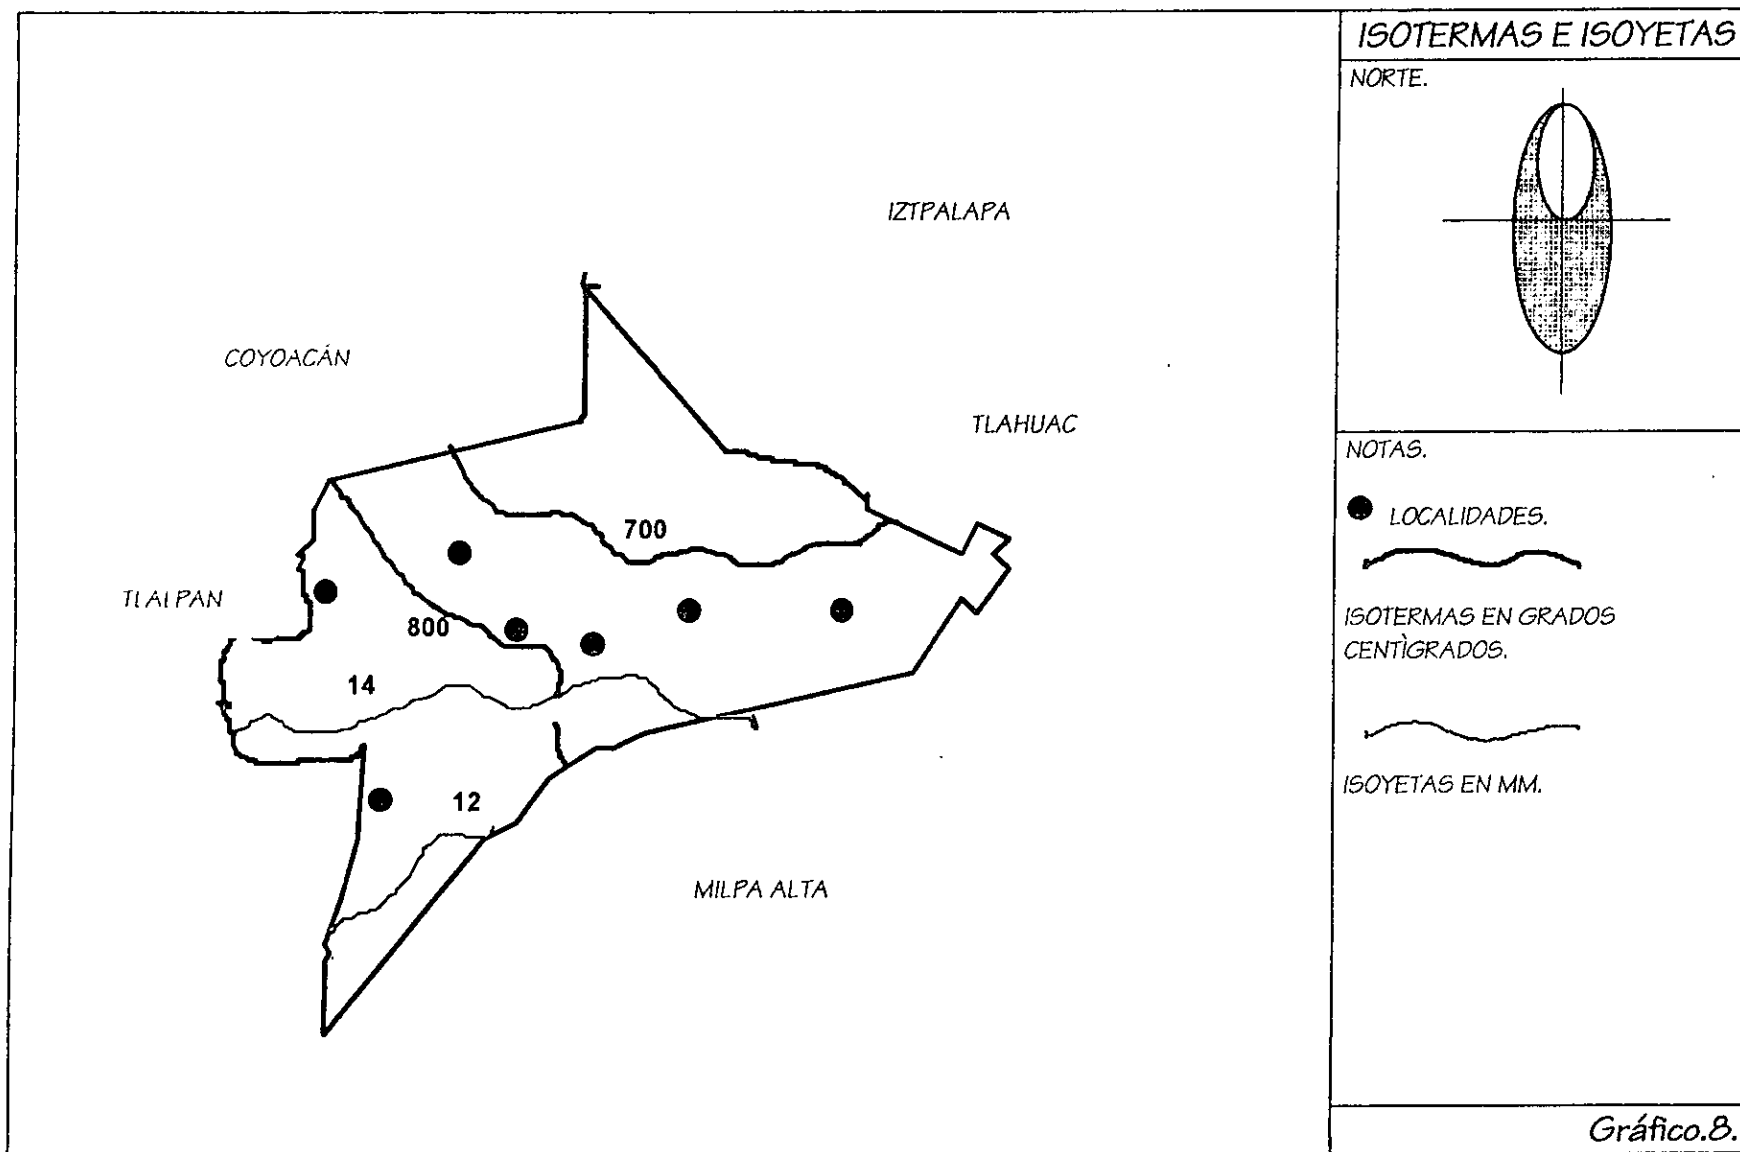 ISOTERMAS E ISOYETAS
NORTE.
IZTPALAPA
COYOACÁN
TLAHUAC
NOTAS.
LOCALIDADES.
700
TLALPAN
800
ISOTERMAS EN GRADOS
CENTÌGRADOS.
14
ISOYETAS EN MM.
12
MILPA ALTA
Gráfico.8.